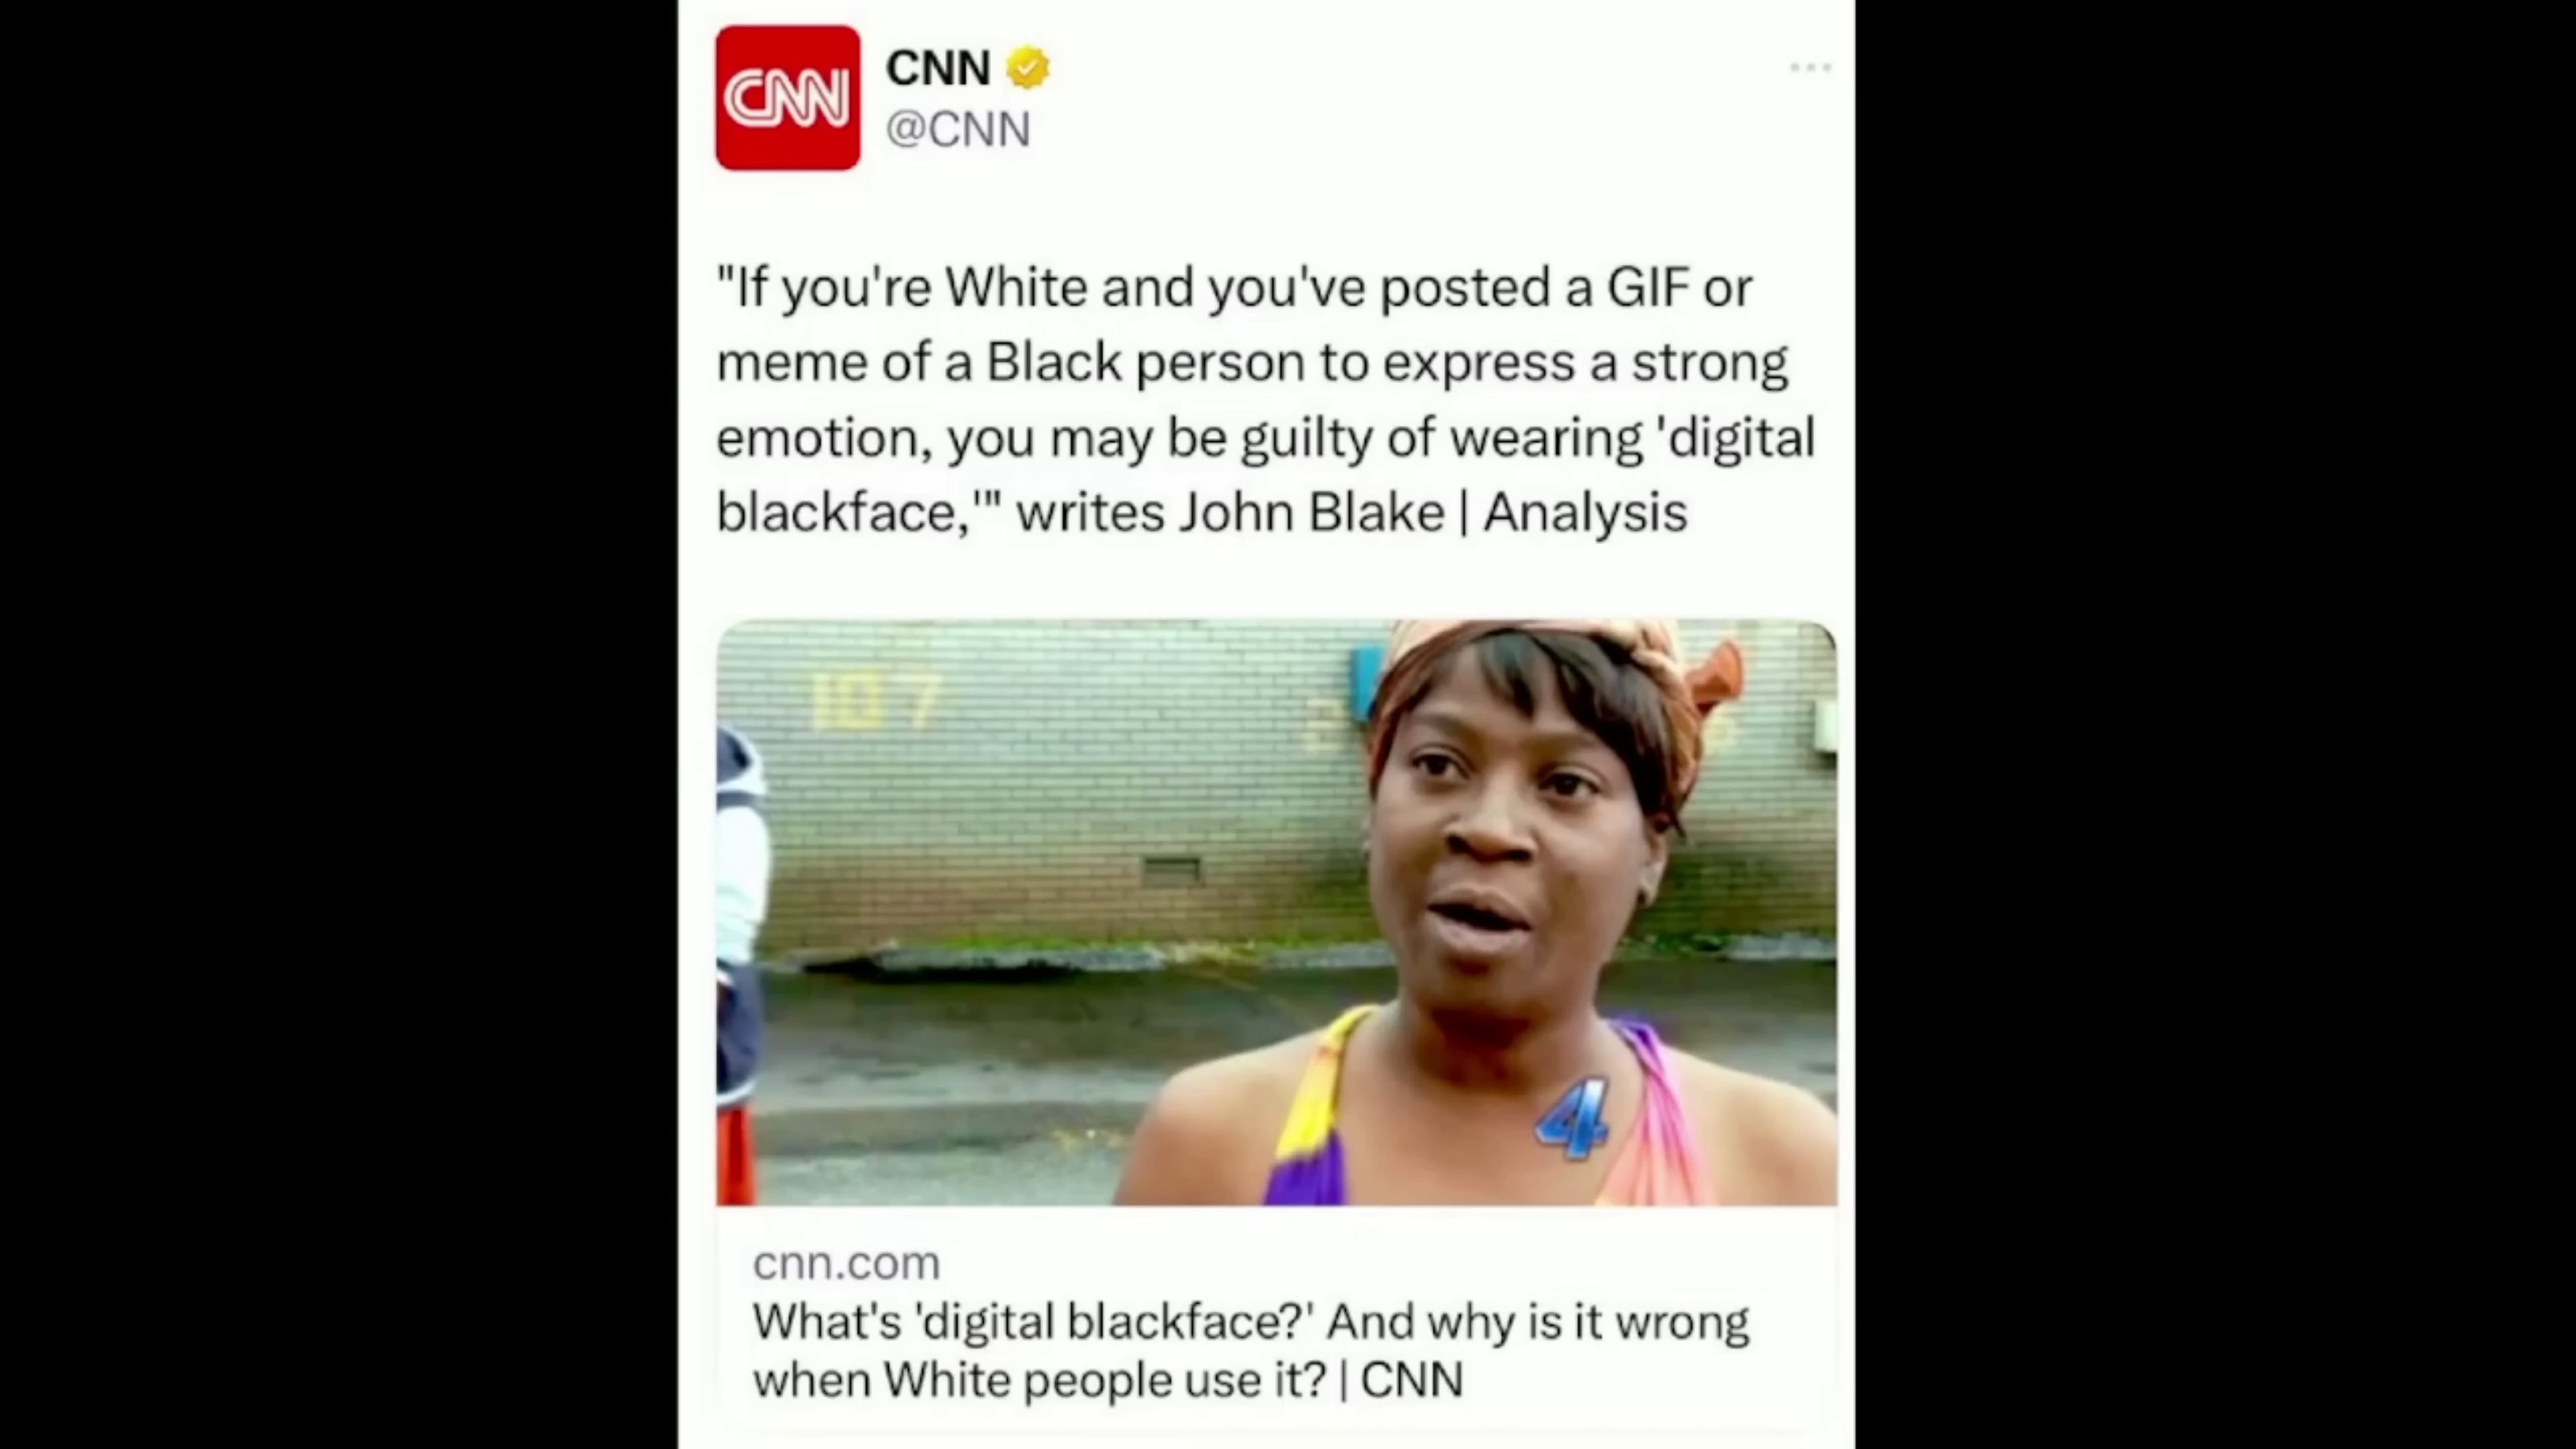 CNN
CNN
@CNN
"If you're White and you've posted a GIF or
meme of a Black person to express a strong
emotion, you may be guilty of wearing 'digital
blackface,'" writes John Blake | Analysis
107
4
cnn.com
What's 'digital blackface?' And why is it wrong
when White people use it? | CNN